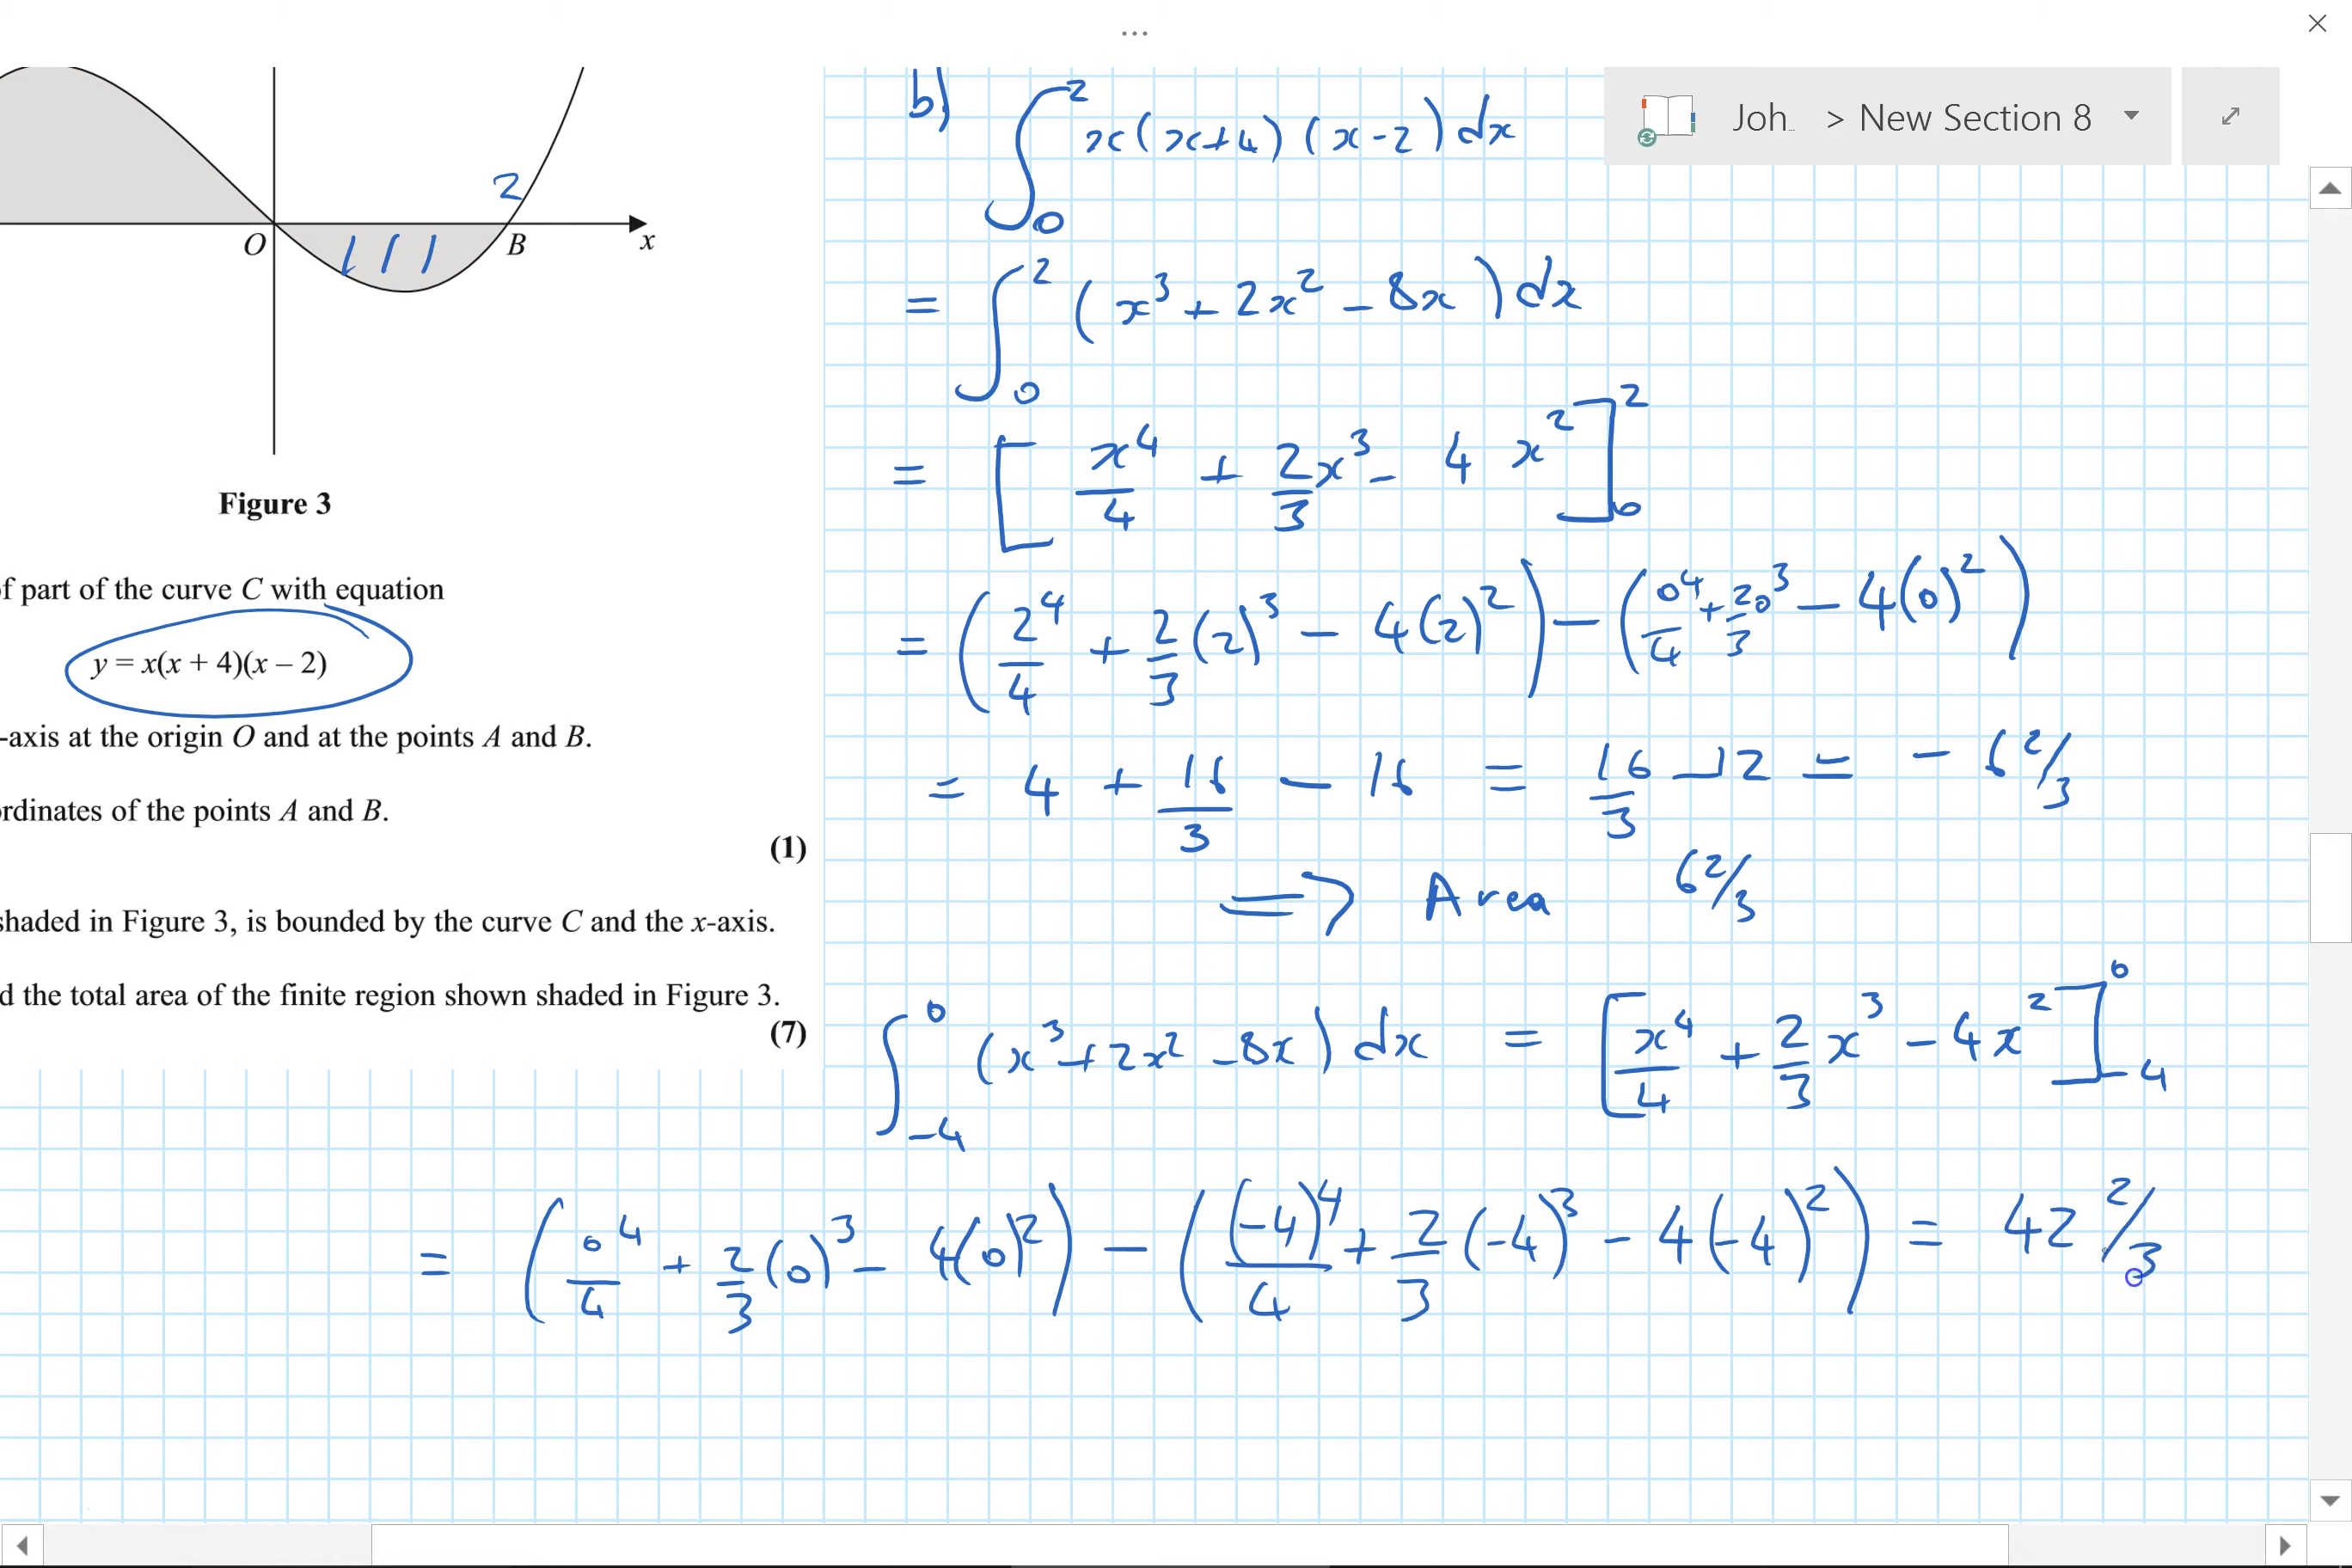 ...
Joh... > New Section 8
b) ∫₀² x(x+4)(x-2)dx
2
O B x
= ∫₀² (x³ + 2x² - 8x)dx
= [x⁴/4 + 2/3 x³ - 4 x²]₀²
Figure 3
f part of the curve C with equation
= (2⁴/4 + 2/3 (2)³ - 4(2)²) - (0⁴/4 + 2/3 0³ - 4(0)²)
y = x(x + 4)(x – 2)
-axis at the origin O and at the points A and B.
= 4 + 16/3 - 16 = 16/3 - 12 = - 6 2/3
rdinates of the points A and B.
(1)
⇒ Area 6 2/3
shaded in Figure 3, is bounded by the curve C and the x-axis.
d the total area of the finite region shown shaded in Figure 3.
(7)
∫₋₄⁰ (x³ + 2x² - 8x) dx = [x⁴/4 + 2/3 x³ - 4x²]₋₄⁰
= (0⁴/4 + 2/3 (0)³ - 4(0)²) - ((-4)⁴/4 + 2/3 (-4)³ - 4(-4)²) = 42 2/3